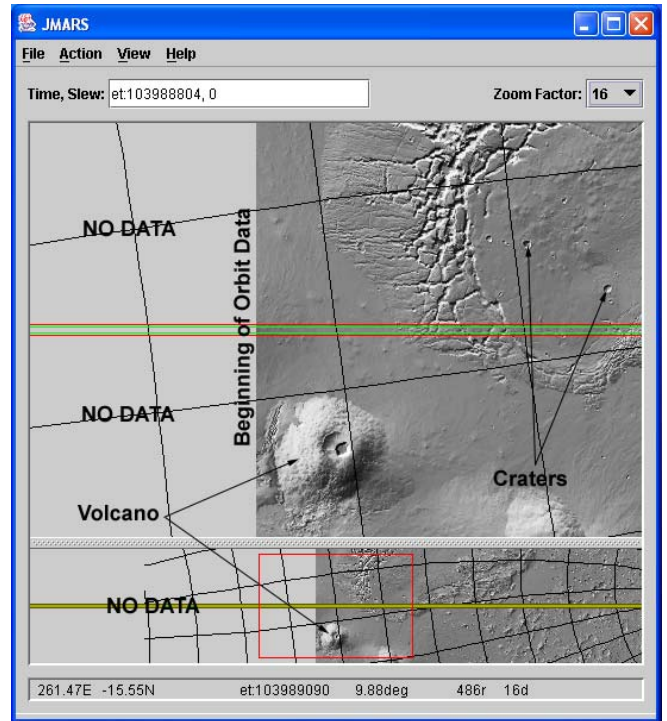 JMARS
File Action View Help
Time, Slew: et:103988804, 0 Zoom Factor: 16
NO DATA
Beginning of Orbit Data
NO DATA
Craters
Volcano
NO DATA
261.47E -15.55N et:103989090 9.88deg 486r 16d